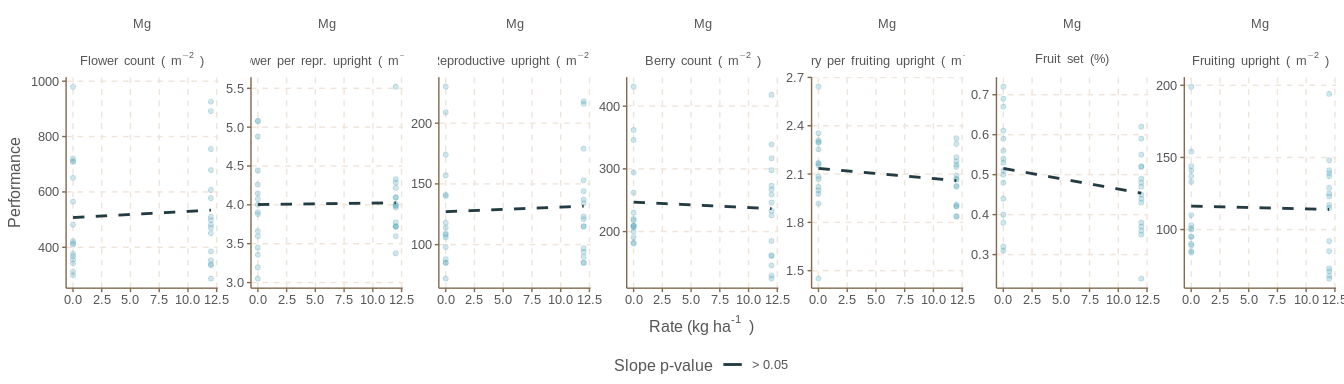 Mg Mg Mg Mg Mg Mg Mg
Flower count ( m−2 ) per repr. upright ( m− upright ( m−2 Berry count ( m−2 ) per fruiting upright ( m− Fruit set (%) Fruiting upright ( m−2 )
Performance
1000
800
600
400
0.0 2.5 5.0 7.5 10.0 12.5
5.5
5.0
4.5
4.0
3.5
3.0
0.0 2.5 5.0 7.5 10.0 12.5
200
150
100
0.0 2.5 5.0 7.5 10.0 12.5
400
300
200
0.0 2.5 5.0 7.5 10.0 12.5
2.7
2.4
2.1
1.8
1.5
0.0 2.5 5.0 7.5 10.0 12.5
0.7
0.6
0.5
0.4
0.3
0.0 2.5 5.0 7.5 10.0 12.5
200
150
100
0.0 2.5 5.0 7.5 10.0 12.5
Rate (kg ha-1 )
Slope p-value > 0.05